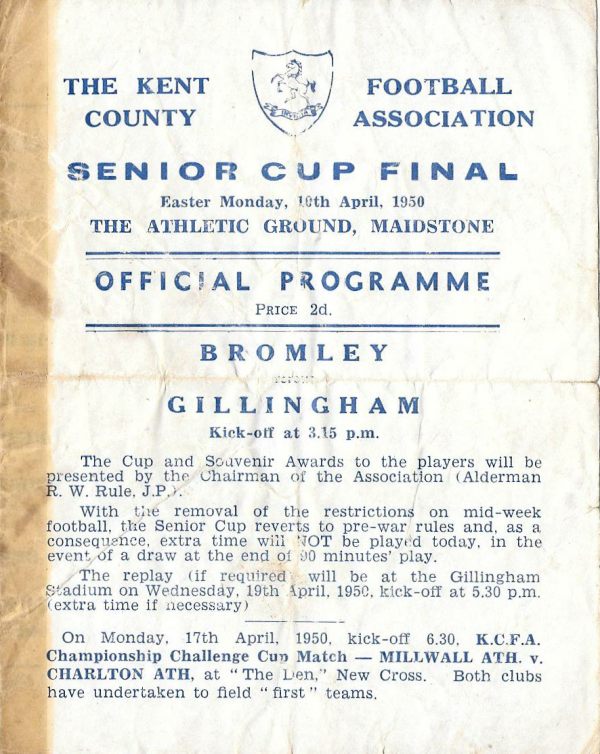 THE KENT FOOTBALL
COUNTY ASSOCIATION
INVICTA
SENIOR CUP FINAL
Easter Monday, 10th April, 1950
THE ATHLETIC GROUND, MAIDSTONE
OFFICIAL PROGRAMME
PRICE 2d.
BROMLEY
versus
GILLINGHAM
Kick-off at 3.15 p.m.
The Cup and Souvenir Awards to the players will be
presented by the Chairman of the Association (Alderman
R. W. Rule, J.P.).
With the removal of the restrictions on mid-week
football, the Senior Cup reverts to pre-war rules and, as a
consequence, extra time will NOT be played today, in the
event of a draw at the end of 90 minutes' play.
The replay (if required) will be at the Gillingham
Stadium on Wednesday, 19th April, 1950, kick-off at 5.30 p.m.
(extra time if necessary)
On Monday, 17th April, 1950, kick-off 6.30, K.C.F.A.
Championship Challenge Cup Match — MILLWALL ATH. v.
CHARLTON ATH, at "The Den," New Cross. Both clubs
have undertaken to field "first" teams.